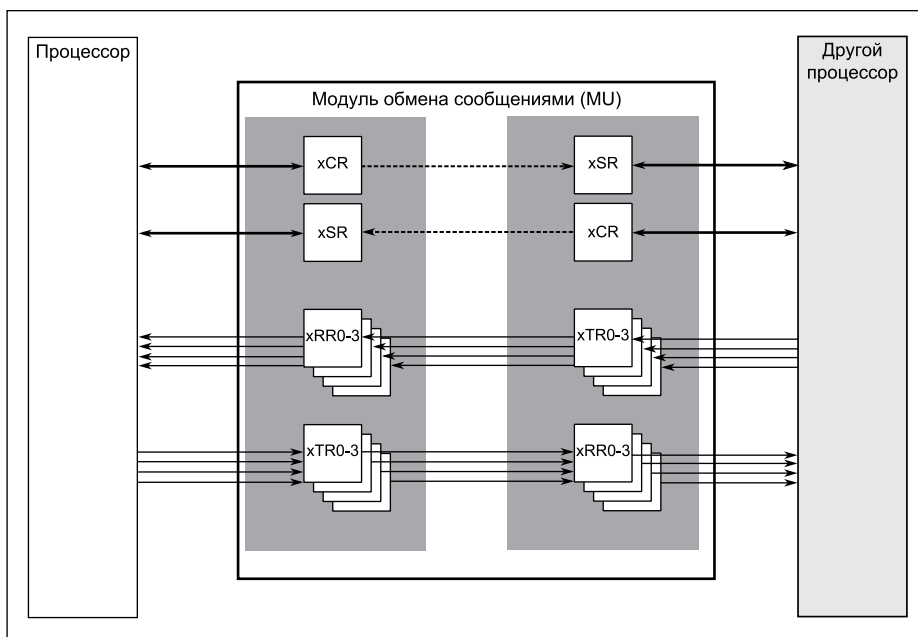 Процессор
Другой
процессор
Модуль обмена сообщениями (MU)
xCR
xSR
xSR
xCR
xRR0-3
xTR0-3
xTR0-3
xRR0-3